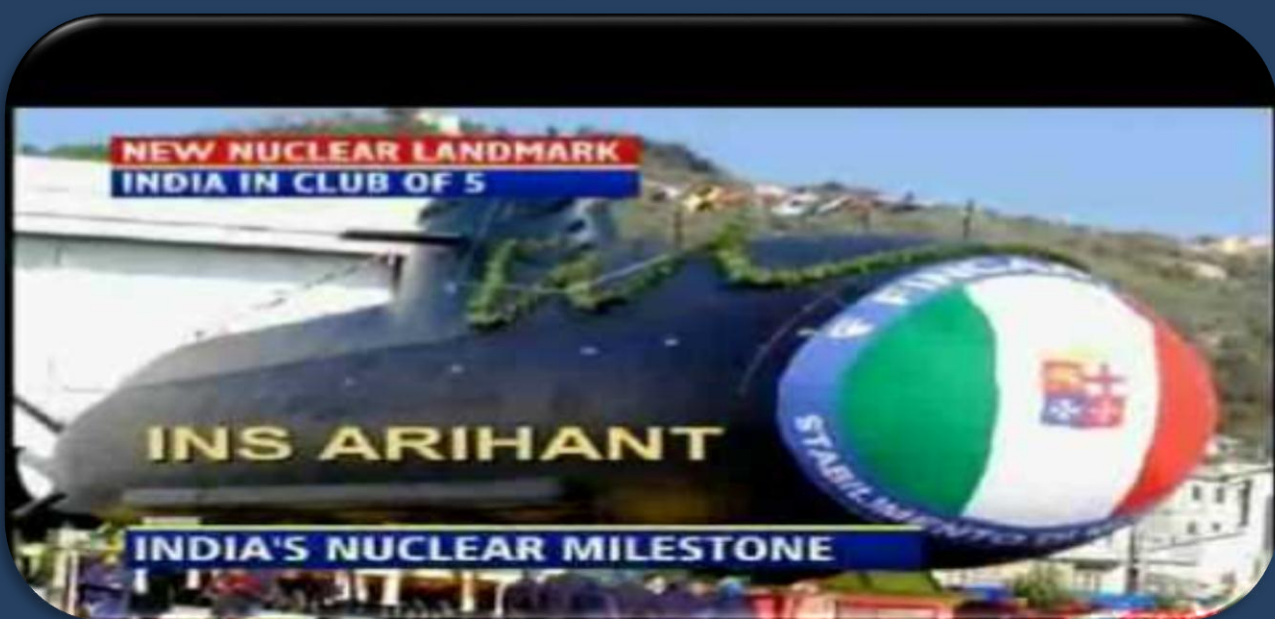 NEW NUCLEAR LANDMARK
INDIA IN CLUB OF 5
INS ARIHANT
STABILIMENTO
INDIA'S NUCLEAR MILESTONE